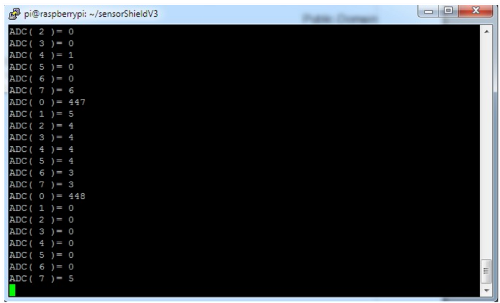 pi@raspberrypi: ~/sensorShieldV3
Public Domain
ADC( 2 )= 0
ADC( 3 )= 0
ADC( 4 )= 1
ADC( 5 )= 0
ADC( 6 )= 0
ADC( 7 )= 6
ADC( 0 )= 447
ADC( 1 )= 5
ADC( 2 )= 4
ADC( 3 )= 4
ADC( 4 )= 4
ADC( 5 )= 4
ADC( 6 )= 3
ADC( 7 )= 3
ADC( 0 )= 448
ADC( 1 )= 0
ADC( 2 )= 0
ADC( 3 )= 0
ADC( 4 )= 0
ADC( 5 )= 0
ADC( 6 )= 0
ADC( 7 )= 5